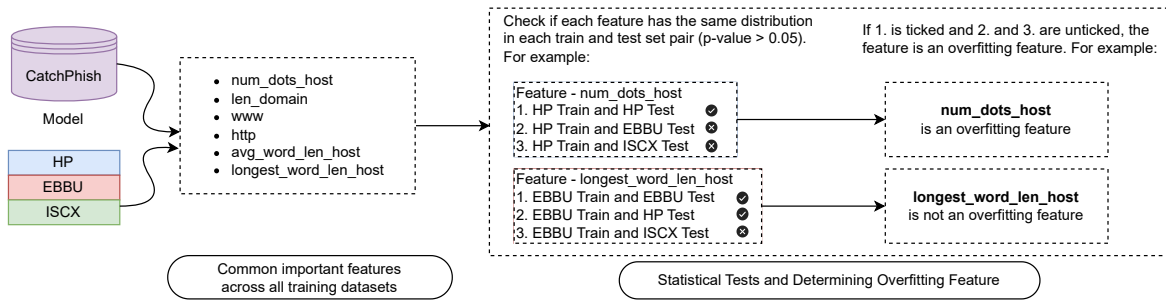 CatchPhish
Model
HP
EBBU
ISCX
num_dots_host
len_domain
www
http
avg_word_len_host
longest_word_len_host
Common important features
across all training datasets
Check if each feature has the same distribution
in each train and test set pair (p-value > 0.05).
For example:
Feature - num_dots_host
1. HP Train and HP Test
2. HP Train and EBBU Test
3. HP Train and ISCX Test
Feature - longest_word_len_host
1. EBBU Train and EBBU Test
2. EBBU Train and HP Test
3. EBBU Train and ISCX Test
If 1. is ticked and 2. and 3. are unticked, the
feature is an overfitting feature. For example:
num_dots_host
is an overfitting feature
longest_word_len_host
is not an overfitting feature
Statistical Tests and Determining Overfitting Feature